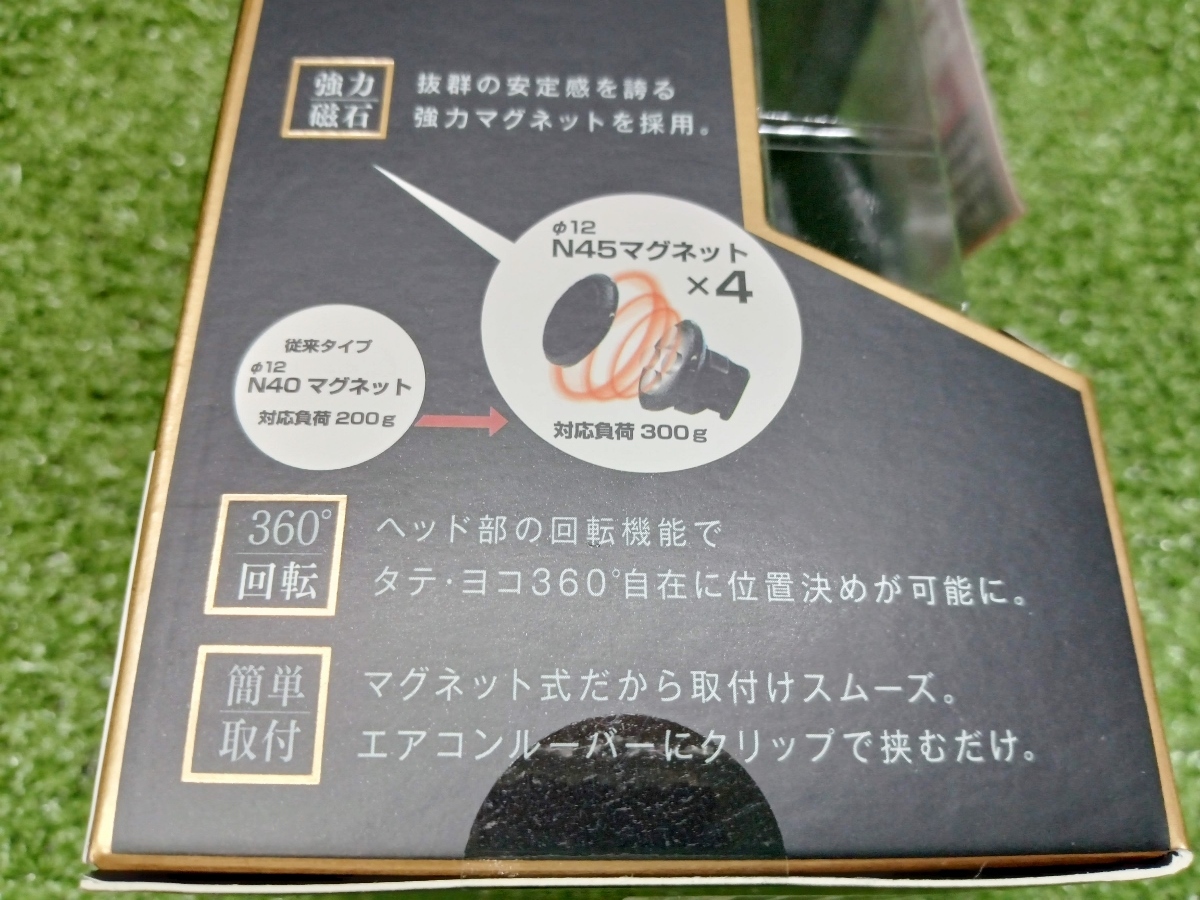 強力
磁石
抜群の安定感を誇る
強力マグネットを採用。
φ12
N45マグネット
×4
対応負荷 300g
従来タイプ
φ12
N40 マグネット
対応負荷 200g
360°
回転
ヘッド部の回転機能で
タテ・ヨコ360°自在に位置決めが可能に。
簡単
取付
マグネット式だから取付けスムーズ。
エアコンルーバーにクリップで挟むだけ。